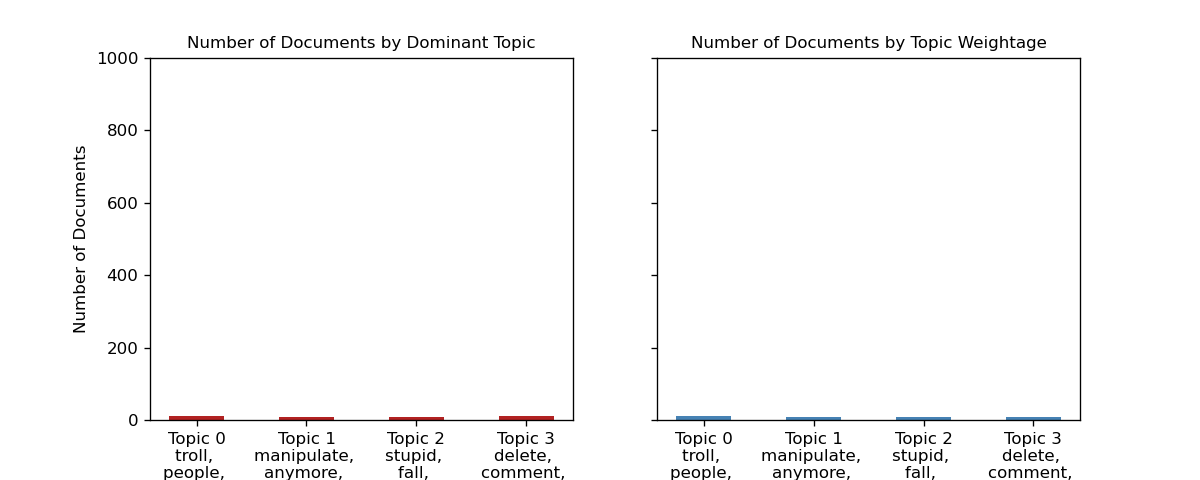 Number of Documents by Dominant Topic
Number of Documents
1000
800
600
400
200
0
Topic 0
troll,
people,
Topic 1
manipulate,
anymore,
Topic 2
stupid,
fall,
Topic 3
delete,
comment,
Number of Documents by Topic Weightage
Topic 0
troll,
people,
Topic 1
manipulate,
anymore,
Topic 2
stupid,
fall,
Topic 3
delete,
comment,